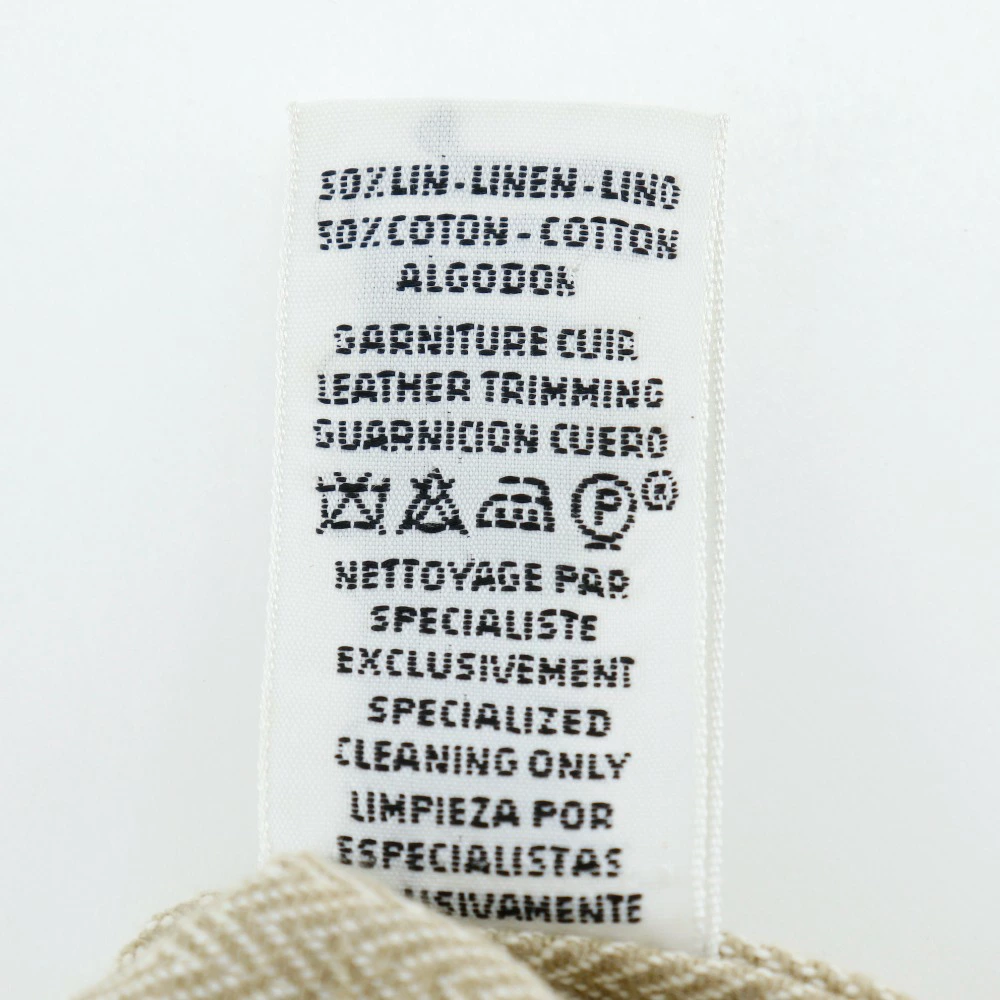 50% LIN - LINEN - LINO
50% COTON - COTTON
ALGODON
GARNITURE CUIR
LEATHER TRIMMING
GUARNICION CUERO
P ®
NETTOYAGE PAR
SPECIALISTE
EXCLUSIVEMENT
SPECIALIZED
CLEANING ONLY
LIMPIEZA POR
ESPECIALISTAS
USIVAMENTE